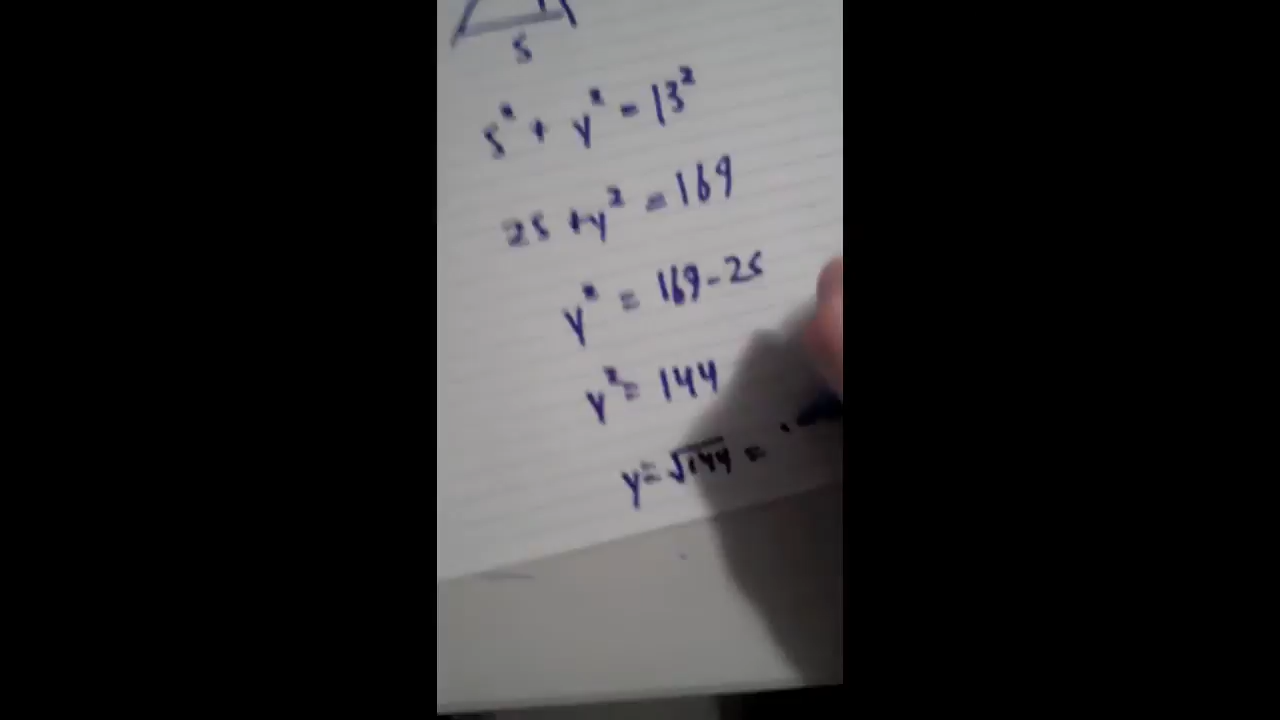 5
5² + y² = 13²
25 + y² = 169
y² = 169 - 25
y² = 144
y = √144 =